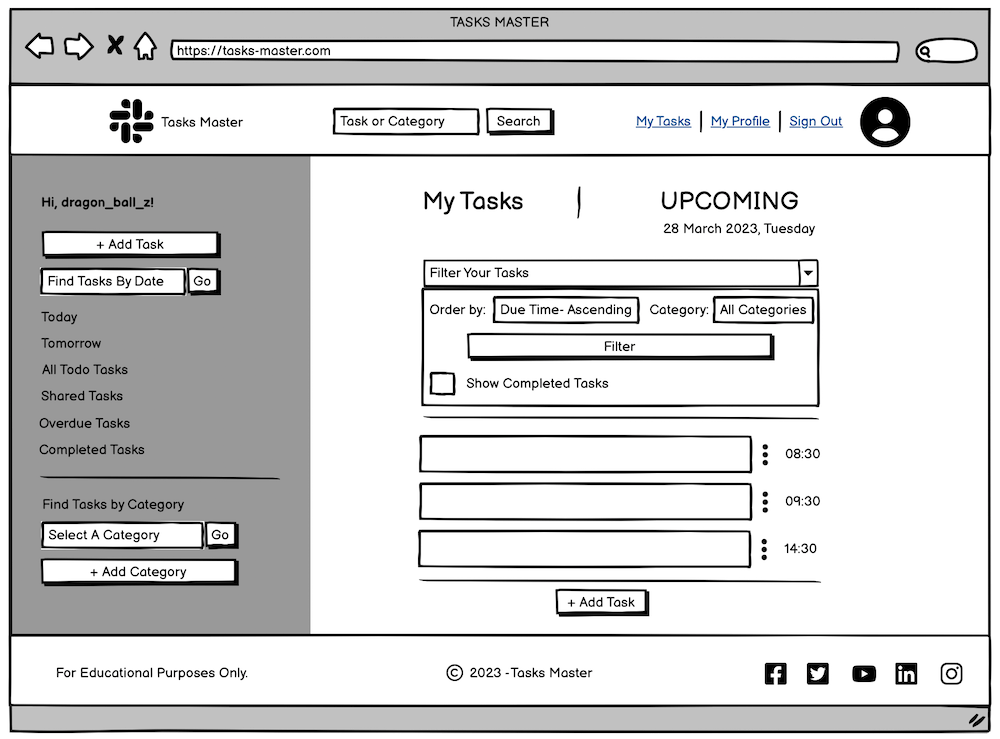 TASKS MASTER
https://tasks-master.com
Tasks Master
Task or Category
Search
My Tasks
My Profile
Sign Out
Hi, dragon_ball_z!
+ Add Task
Find Tasks By Date
Go
Today
Tomorrow
All Todo Tasks
Shared Tasks
Overdue Tasks
Completed Tasks
Find Tasks by Category
Select A Category
Go
+ Add Category
My Tasks
UPCOMING
28 March 2023, Tuesday
Filter Your Tasks
Order by:
Due Time- Ascending
Category:
All Categories
Filter
Show Completed Tasks
08:30
09:30
14:30
+ Add Task
For Educational Purposes Only.
© 2023 -Tasks Master